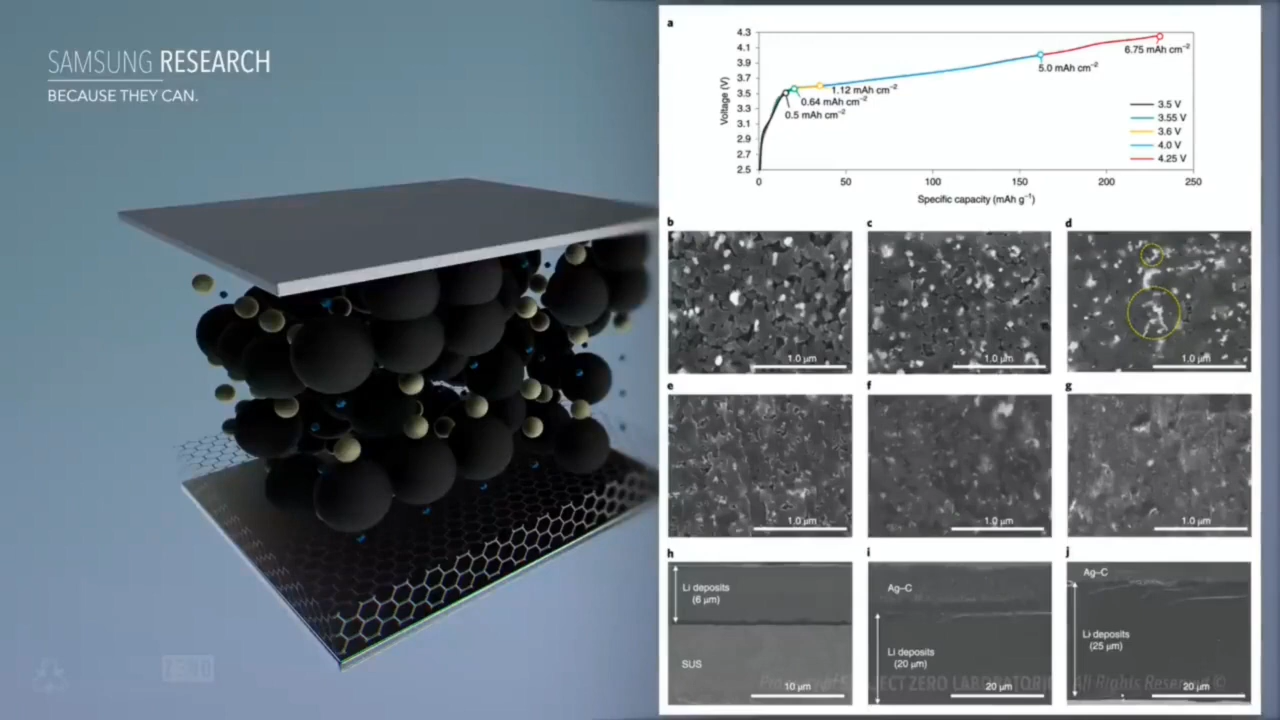 SAMSUNG RESEARCH
BECAUSE THEY CAN.
a
4.3
4.1
3.9
3.7
3.5
3.3
3.1
2.9
2.7
2.5
Voltage (V)
0.5 mAh cm⁻²
0.64 mAh cm⁻²
1.12 mAh cm⁻²
5.0 mAh cm⁻²
6.75 mAh cm⁻²
3.5 V
3.55 V
3.6 V
4.0 V
4.25 V
0 50 100 150 200 250
Specific capacity (mAh g⁻¹)
b
1.0 μm
c
1.0 μm
d
1.0 μm
e
1.0 μm
f
1.0 μm
g
1.0 μm
h
Li deposits
(6 μm)
SUS
10 μm
i
Ag–C
Li deposits
(20 μm)
20 μm
j
Ag–C
Li deposits
(25 μm)
20 μm
PROJECT ZERO LABORATORI All Rights Reserved ©